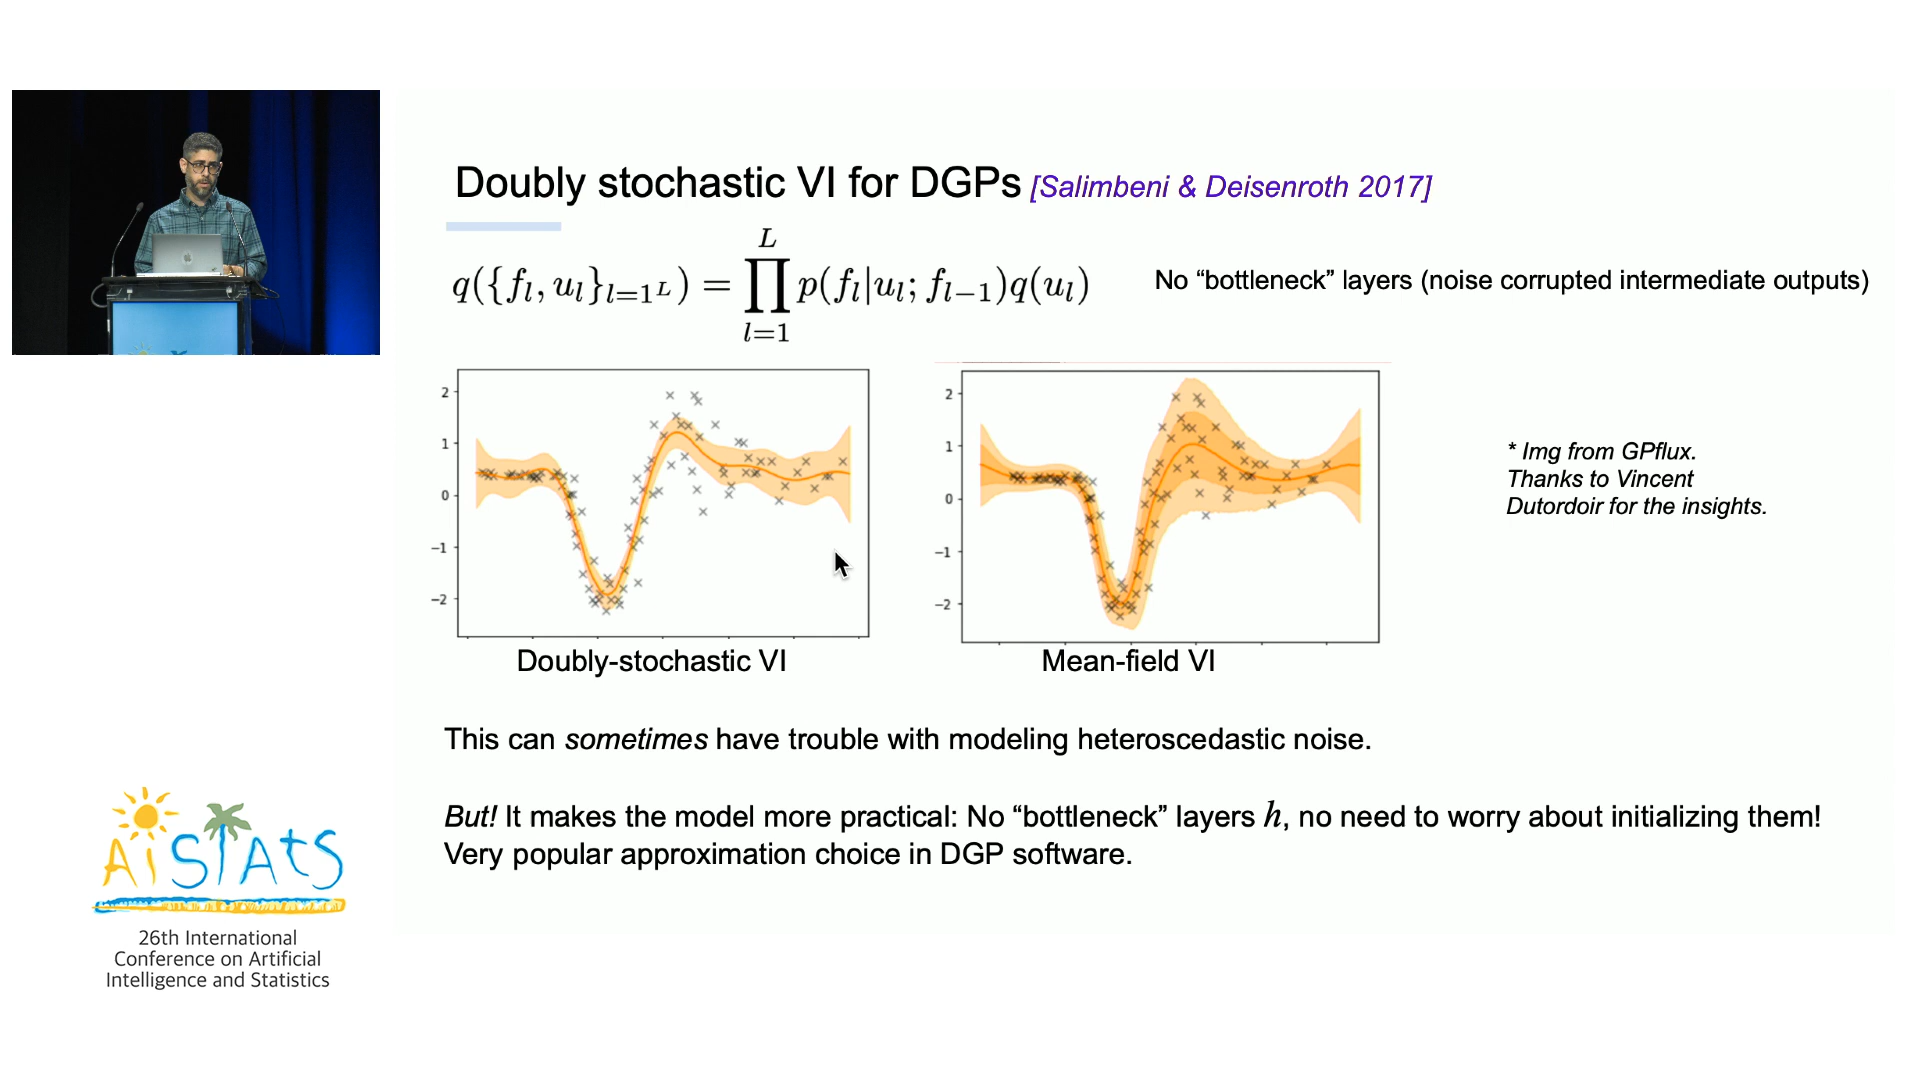 Doubly stochastic VI for DGPs [Salimbeni & Deisenroth 2017]
q({f_l, u_l}_{l=1^L}) = \prod_{l=1}^{L} p(f_l|u_l; f_{l-1})q(u_l)
No “bottleneck” layers (noise corrupted intermediate outputs)
2
1
0
−1
−2
Doubly-stochastic VI
2
1
0
−1
−2
Mean-field VI
* Img from GPflux.
Thanks to Vincent
Dutordoir for the insights.
This can sometimes have trouble with modeling heteroscedastic noise.
But! It makes the model more practical: No “bottleneck” layers h, no need to worry about initializing them!
Very popular approximation choice in DGP software.
AiSTATS
26th International
Conference on Artificial
Intelligence and Statistics